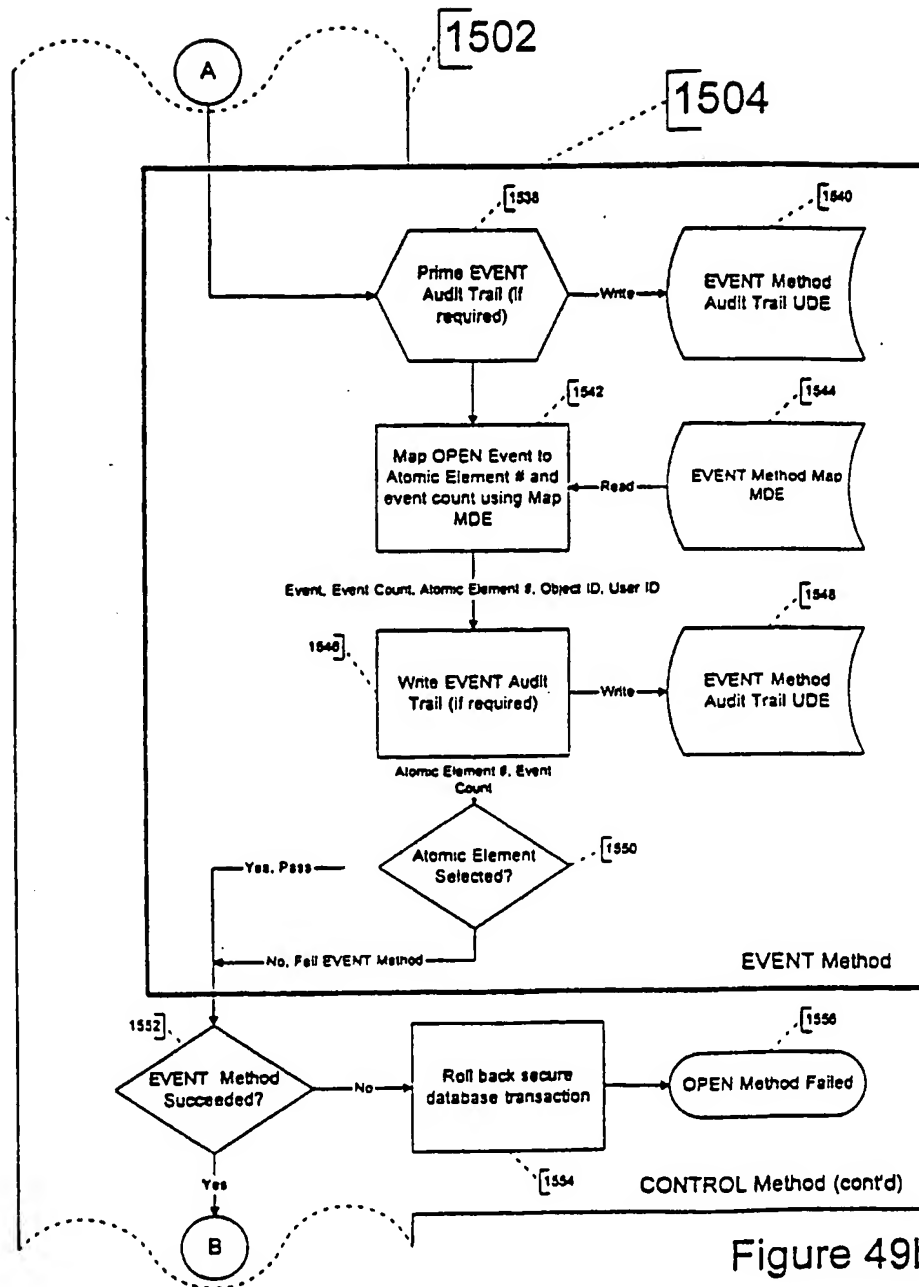 1502
A
1504
1538
1540
Prime EVENT
Audit Trail (if
required)
Write
EVENT Method
Audit Trail UDE
1542
1544
Map OPEN Event to
Atomic Element # and
event count using Map
MDE
Read
EVENT Method Map
MDE
Event, Event Count, Atomic Element #, Object ID, User ID
1548
1546
Write EVENT Audit
Trail (if required)
Write
EVENT Method
Audit Trail UDE
Atomic Element #, Event
Count
1550
Yes, Pass
Atomic Element
Selected?
No, Fail EVENT Method
EVENT Method
1552
1556
EVENT Method
Succeeded?
No
Roll back secure
database transaction
OPEN Method Failed
Yes
1554
CONTROL Method (cont'd)
B
Figure 49b